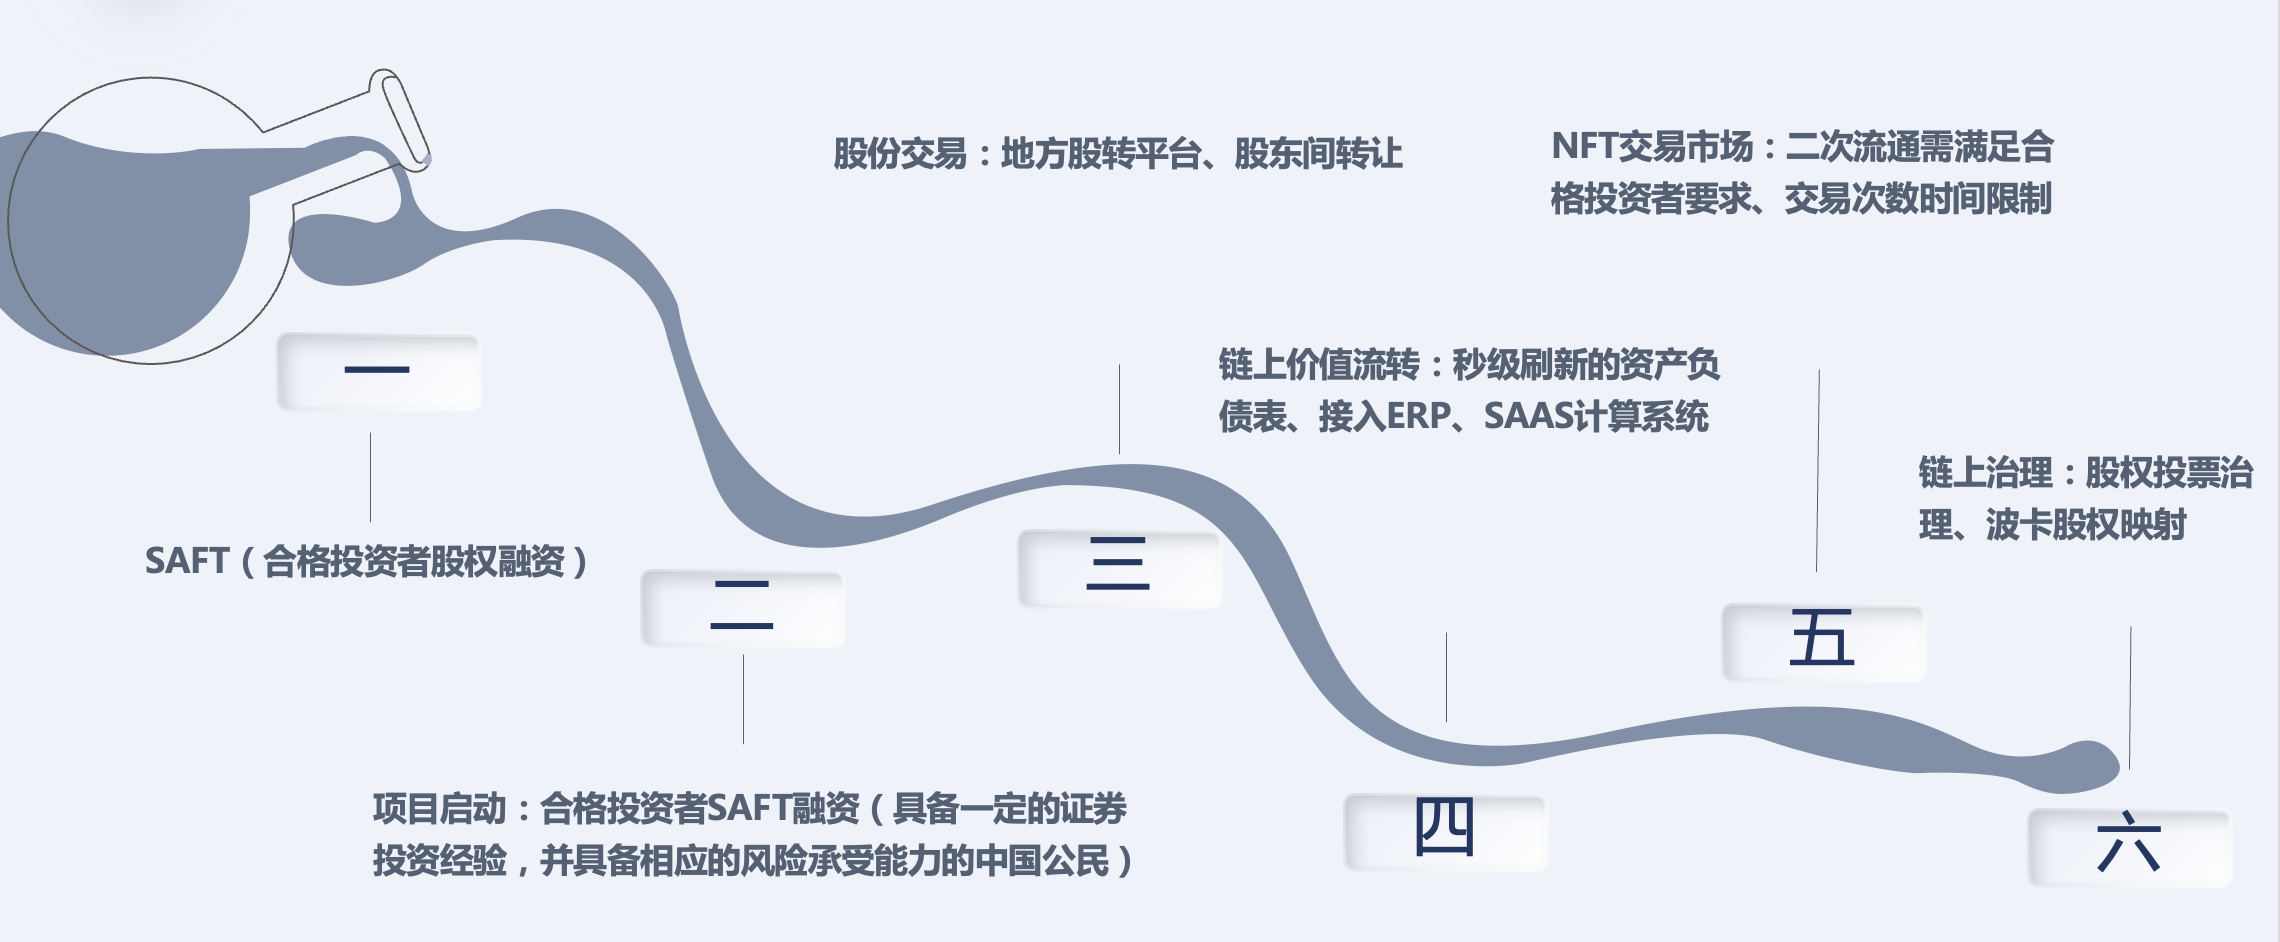 一
SAFT（合格投资者股权融资）
二
项目启动：合格投资者SAFT融资（具备一定的证券
投资经验，并具备相应的风险承受能力的中国公民）
股份交易：地方股转平台、股东间转让
三
链上价值流转：秒级刷新的资产负
债表、接入ERP、SAAS计算系统
四
NFT交易市场：二次流通需满足合
格投资者要求、交易次数时间限制
五
链上治理：股权投票治
理、波卡股权映射
六